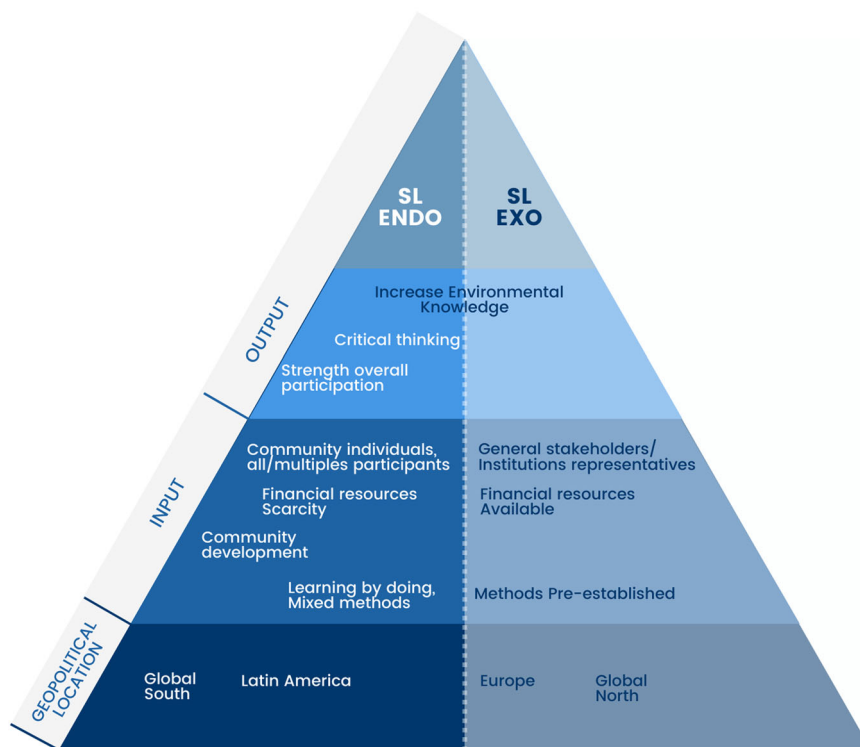 SL
ENDO
SL
EXO
OUTPUT
Increase Environmental
Knowledge
Critical thinking
Strength overall
participation
INPUT
Community individuals,
all/multiples participants
General stakeholders/
Institutions representatives
Financial resources
Scarcity
Financial resources
Available
Community
development
Learning by doing,
Mixed methods
Methods Pre-established
GEOPOLITICAL
LOCATION
Global
South
Latin America
Europe
Global
North